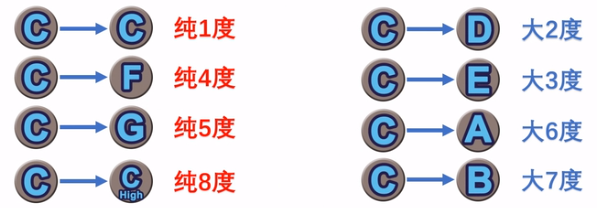 C C 纯1度
C F 纯4度
C G 纯5度
C C High 纯8度
C D 大2度
C E 大3度
C A 大6度
C B 大7度